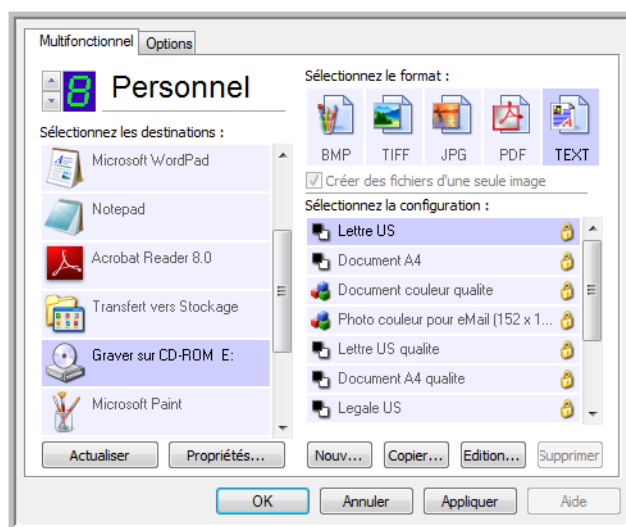 Multifonctionnel Options
8 Personnel
Sélectionnez les destinations :
Microsoft WordPad
Notepad
Acrobat Reader 8.0
Transfert vers Stockage
Graver sur CD-ROM E:
Microsoft Paint
Actualiser Propriétés...
Sélectionnez le format :
BMP TIFF JPG PDF TEXT
Créer des fichiers d'une seule image
Sélectionnez la configuration :
Lettre US
Document A4
Document couleur qualite
Photo couleur pour eMail (152 x 1...
Lettre US qualite
Document A4 qualite
Legale US
Nouv... Copier... Edition... Supprimer
OK Annuler Appliquer Aide